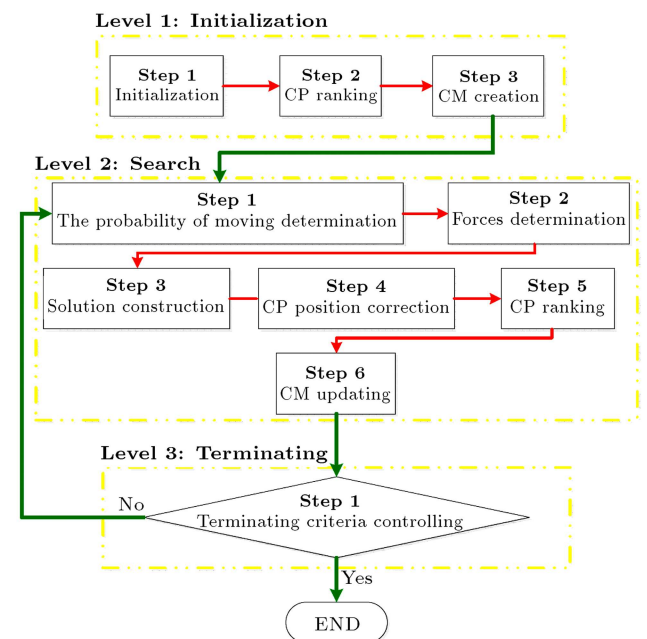 Level 1: Initialization
Step 1
Initialization
Step 2
CP ranking
Step 3
CM creation
Level 2: Search
Step 1
The probability of moving determination
Step 2
Forces determination
Step 3
Solution construction
Step 4
CP position correction
Step 5
CP ranking
Step 6
CM updating
Level 3: Terminating
No
Step 1
Terminating criteria controlling
Yes
END